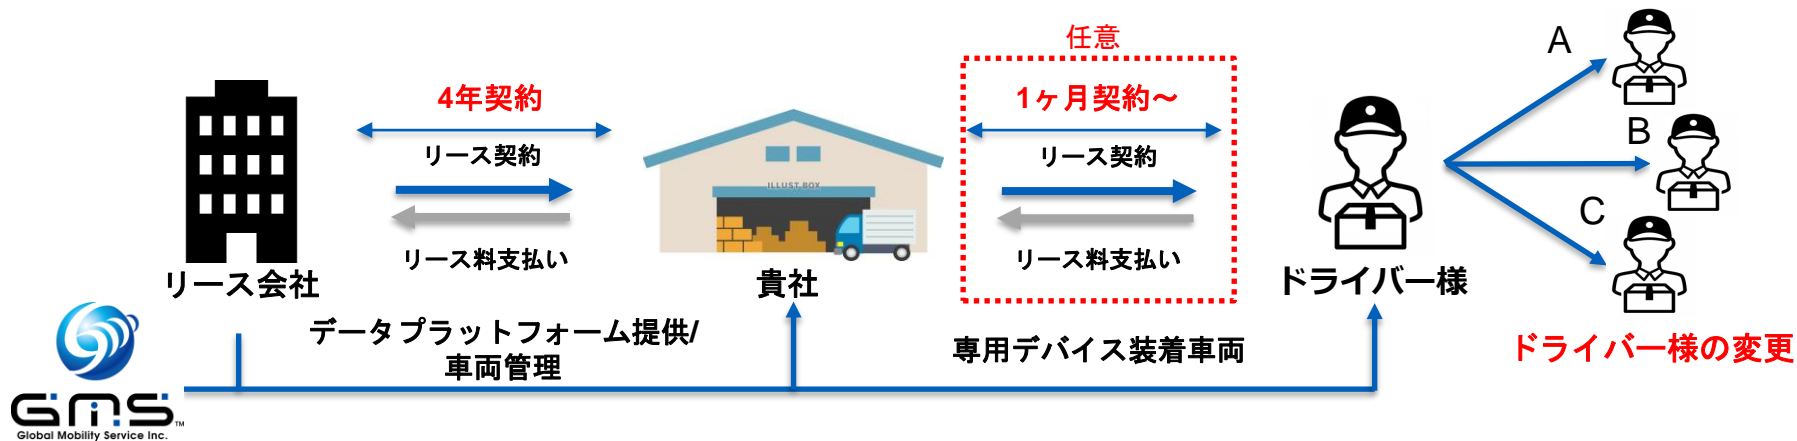 任意
4年契約
リース契約
リース料支払い
リース会社
ILLUST BOX
貴社
1ヶ月契約~
リース契約
リース料支払い
ドライバー様
A
B
C
ドライバー様の変更
データプラットフォーム提供/
車両管理
専用デバイス装着車両
GMS™
Global Mobility Service Inc.